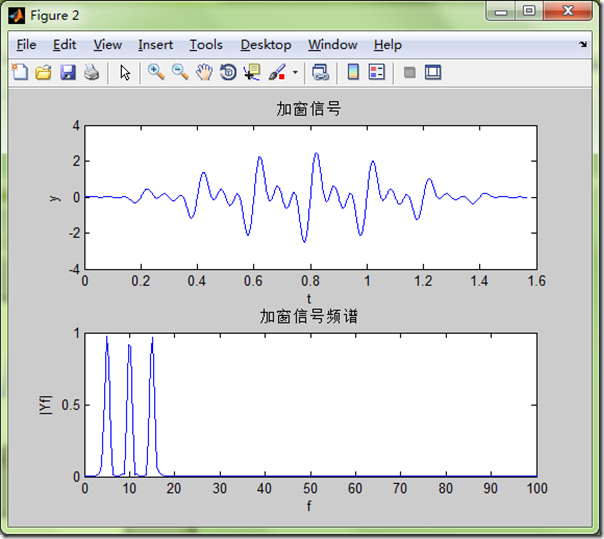 Figure 2
File Edit View Insert Tools Desktop Window Help
加窗信号
4
2
0
-2
-4
y
0 0.2 0.4 0.6 0.8 1 1.2 1.4 1.6
t
加窗信号频谱
1
0.5
0
|Yf|
0 10 20 30 40 50 60 70 80 90 100
f